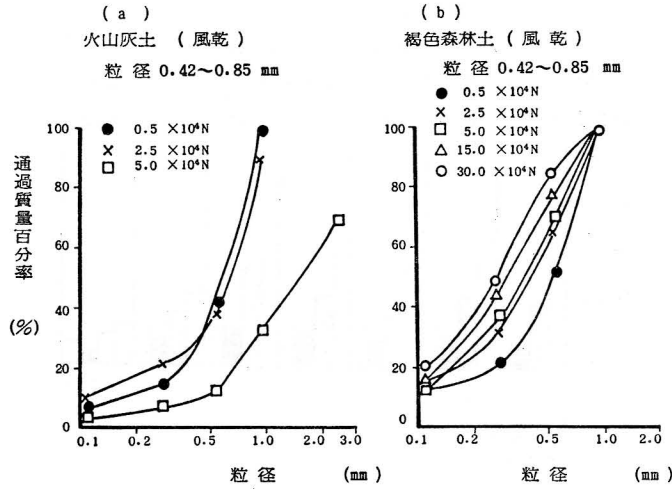 (a)
火山灰土 (風乾)
粒径 0.42～0.85 mm
● 0.5 ×10⁴N
× 2.5 ×10⁴N
□ 5.0 ×10⁴N
通過質量百分率
(%)
100
80
60
40
20
0
0.1 0.2 0.5 1.0 2.0 3.0
粒径 (mm)
(b)
褐色森林土 (風乾)
粒径 0.42～0.85 mm
● 0.5 ×10⁴N
× 2.5 ×10⁴N
□ 5.0 ×10⁴N
△ 15.0 ×10⁴N
○ 30.0 ×10⁴N
100
80
60
40
20
0
0.1 0.2 0.5 1.0 2.0
粒径 (mm)